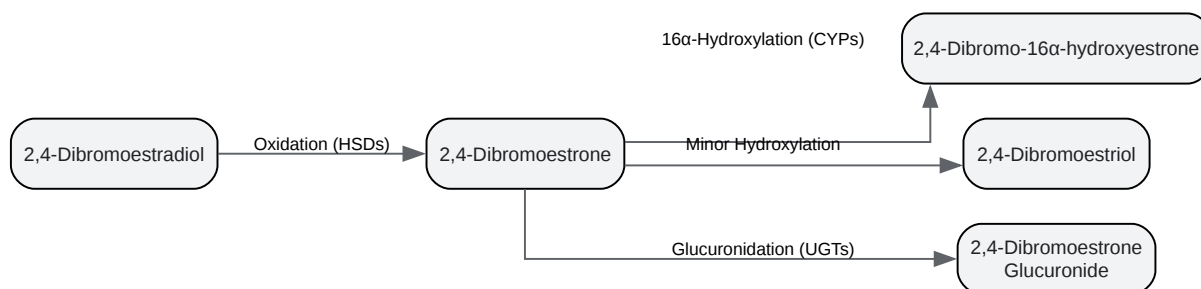 16α-Hydroxylation (CYPs)
2,4-Dibromo-16α-hydroxyestrone
2,4-Dibromoestradiol
Oxidation (HSDs)
2,4-Dibromoestrone
Minor Hydroxylation
2,4-Dibromoestriol
Glucuronidation (UGTs)
2,4-Dibromoestrone
Glucuronide